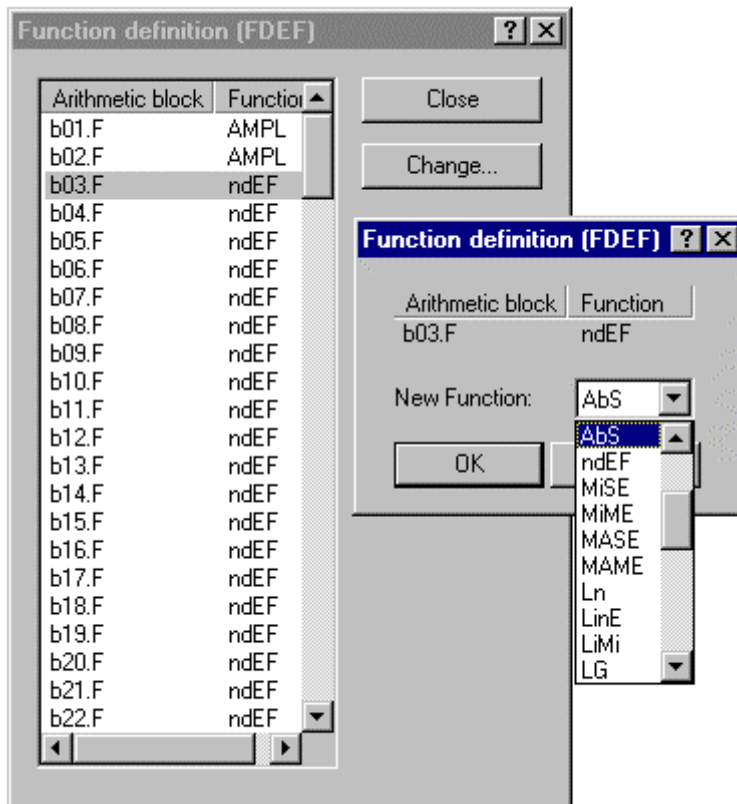 Function definition (FDEF)
Arithmetic block Function
b01.F AMPL
b02.F AMPL
b03.F ndEF
b04.F ndEF
b05.F ndEF
b06.F ndEF
b07.F ndEF
b08.F ndEF
b09.F ndEF
b10.F ndEF
b11.F ndEF
b12.F ndEF
b13.F ndEF
b14.F ndEF
b15.F ndEF
b16.F ndEF
b17.F ndEF
b18.F ndEF
b19.F ndEF
b20.F ndEF
b21.F ndEF
b22.F ndEF
Close
Change...
Function definition (FDEF)
Arithmetic block Function
b03.F ndEF
New Function: AbS
AbS
ndEF
MiSE
MiME
MASE
MAME
Ln
LinE
LiMi
LG
OK